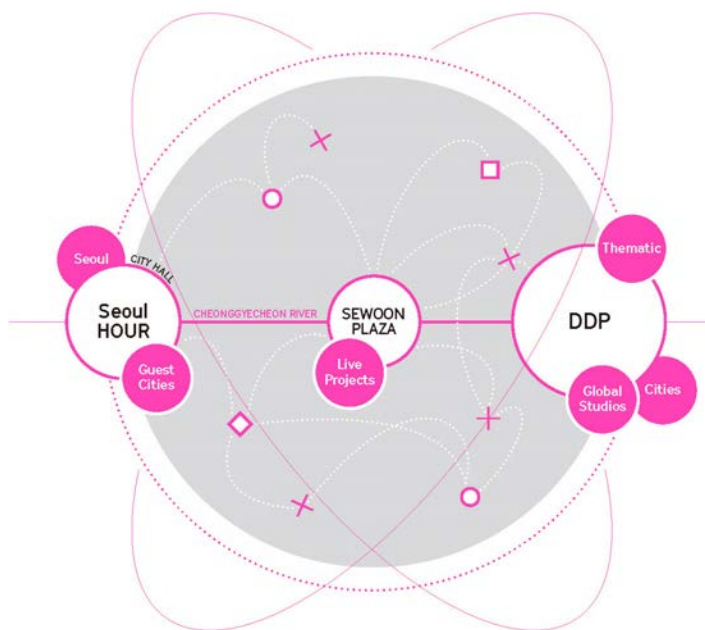 Seoul
CITY HALL
Seoul
HOUR
Guest
Cities
CHEONGGYECHEON RIVER
SEWOON
PLAZA
Live
Projects
Thematic
DDP
Global
Studios
Cities